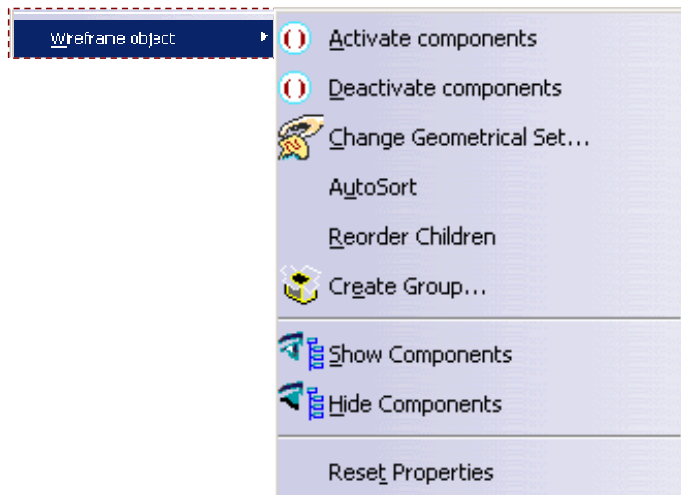 Wireframe object
Activate components
Deactivate components
Change Geometrical Set...
AutoSort
Reorder Children
Create Group...
Show Components
Hide Components
Reset Properties